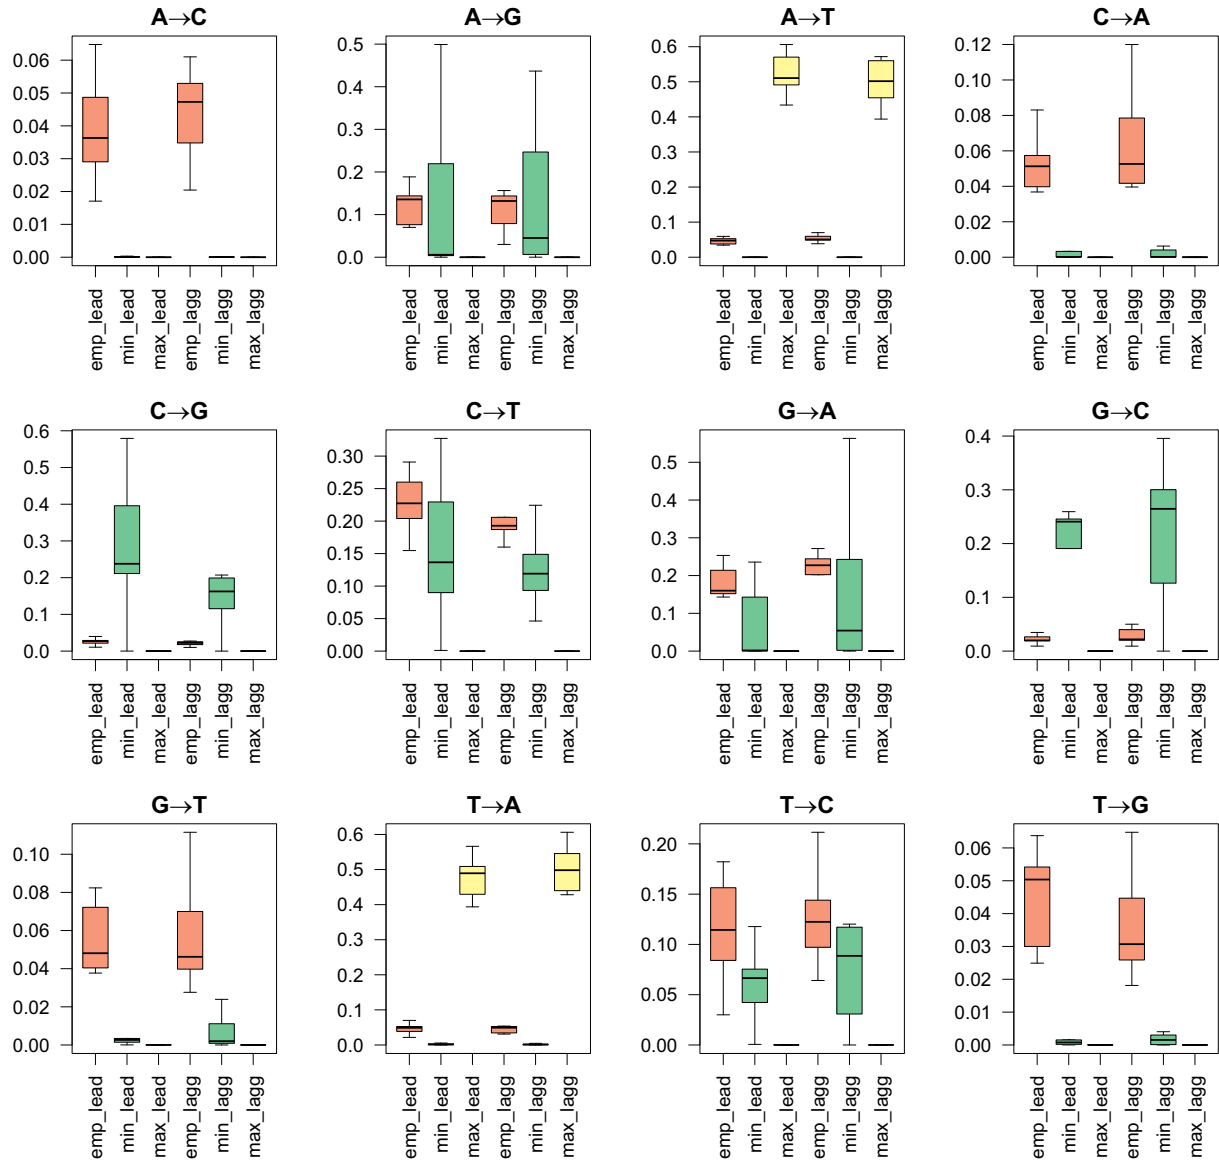 A→C
0.06
0.05
0.04
0.03
0.02
0.01
0.00
emp_lead
min_lead
max_lead
emp_lagg
min_lagg
max_lagg
A→G
0.5
0.4
0.3
0.2
0.1
0.0
emp_lead
min_lead
max_lead
emp_lagg
min_lagg
max_lagg
A→T
0.6
0.5
0.4
0.3
0.2
0.1
0.0
emp_lead
min_lead
max_lead
emp_lagg
min_lagg
max_lagg
C→A
0.12
0.10
0.08
0.06
0.04
0.02
0.00
emp_lead
min_lead
max_lead
emp_lagg
min_lagg
max_lagg
C→G
0.6
0.5
0.4
0.3
0.2
0.1
0.0
emp_lead
min_lead
max_lead
emp_lagg
min_lagg
max_lagg
C→T
0.30
0.25
0.20
0.15
0.10
0.05
0.00
emp_lead
min_lead
max_lead
emp_lagg
min_lagg
max_lagg
G→A
0.5
0.4
0.3
0.2
0.1
0.0
emp_lead
min_lead
max_lead
emp_lagg
min_lagg
max_lagg
G→C
0.4
0.3
0.2
0.1
0.0
emp_lead
min_lead
max_lead
emp_lagg
min_lagg
max_lagg
G→T
0.10
0.08
0.06
0.04
0.02
0.00
emp_lead
min_lead
max_lead
emp_lagg
min_lagg
max_lagg
T→A
0.6
0.5
0.4
0.3
0.2
0.1
0.0
emp_lead
min_lead
max_lead
emp_lagg
min_lagg
max_lagg
T→C
0.20
0.15
0.10
0.05
0.00
emp_lead
min_lead
max_lead
emp_lagg
min_lagg
max_lagg
T→G
0.06
0.05
0.04
0.03
0.02
0.01
0.00
emp_lead
min_lead
max_lead
emp_lagg
min_lagg
max_lagg